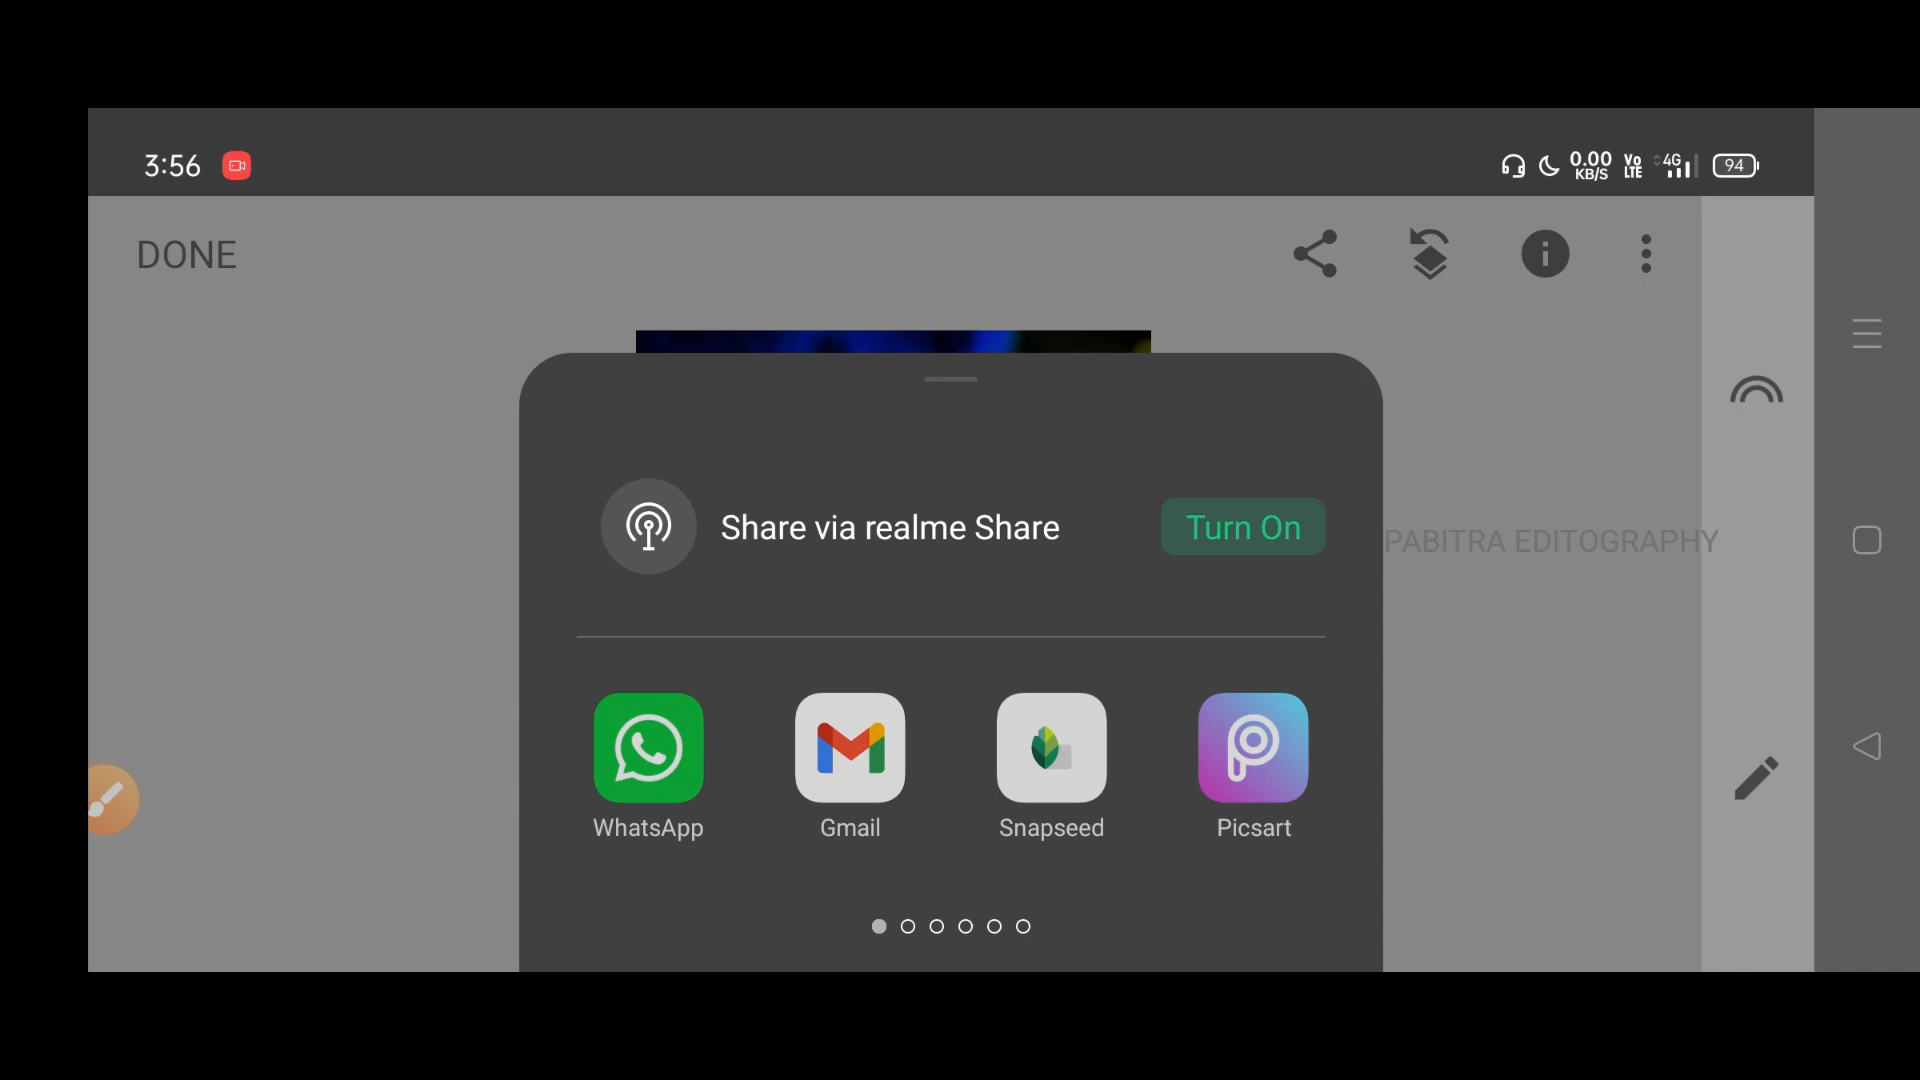 3:56
0.00 KB/S Vo LTE 4G 94
DONE
Share via realme Share
Turn On
PABITRA EDITOGRAPHY
WhatsApp
Gmail
Snapseed
Picsart